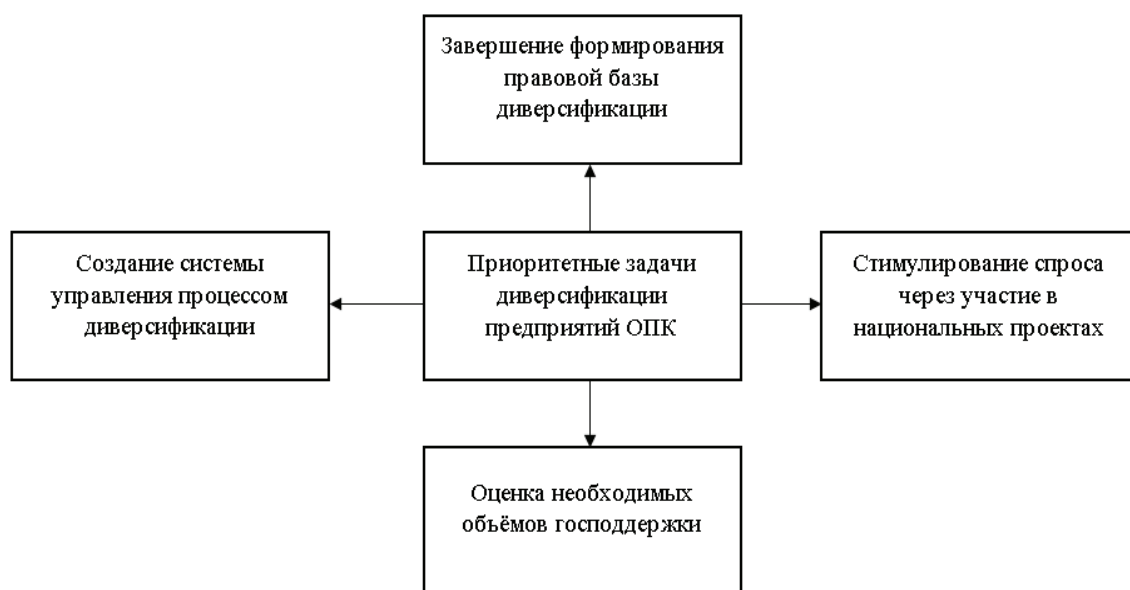 Завершение формирования
правовой базы
диверсификации
Создание системы
управления процессом
диверсификации
Приоритетные задачи
диверсификации
предприятий ОПК
Стимулирование спроса
через участие в
национальных проектах
Оценка необходимых
объёмов господдержки